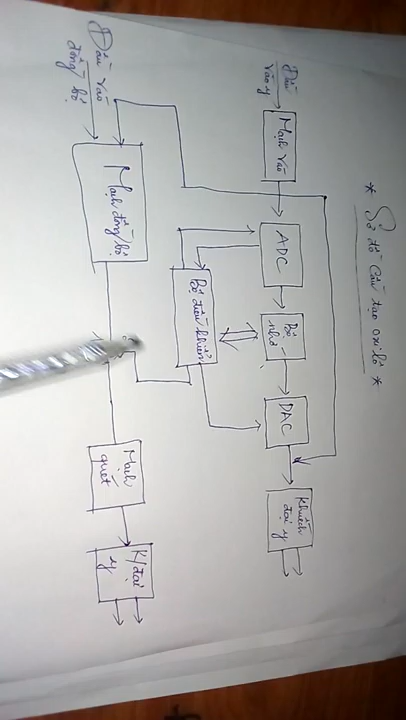 * Sơ đồ cấu tạo oxilô *
Đầu
vào y
Mạch vào
ADC
Bộ
nhớ
DAC
Khuếch
đại y
Bộ điều khiển
Đầu vào
đồng bộ
Mạch đồng bộ
Mạch
quét
K/đại
y